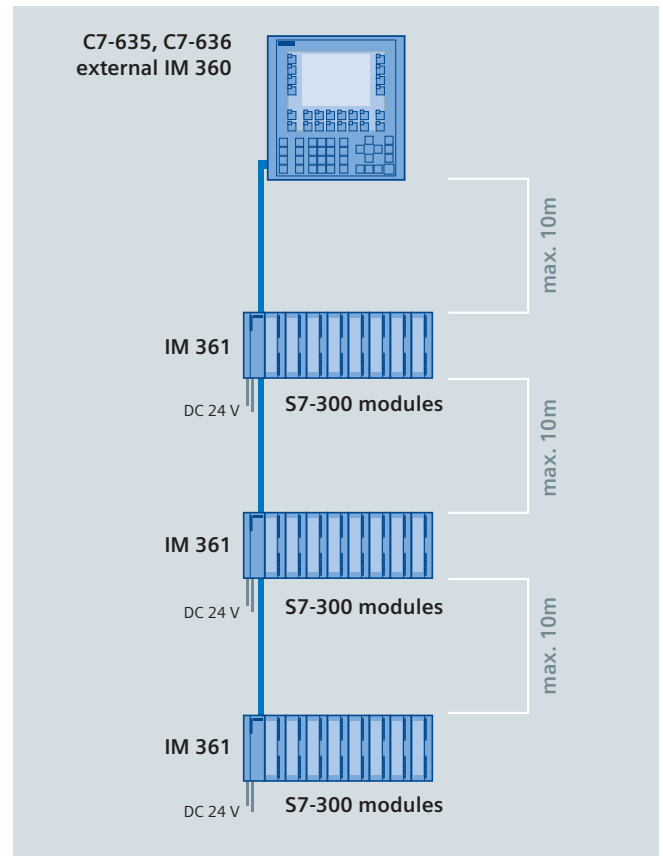 C7-635, C7-636
external IM 360
max. 10m
IM 361
DC 24 V
S7-300 modules
max. 10m
IM 361
DC 24 V
S7-300 modules
max. 10m
IM 361
DC 24 V
S7-300 modules